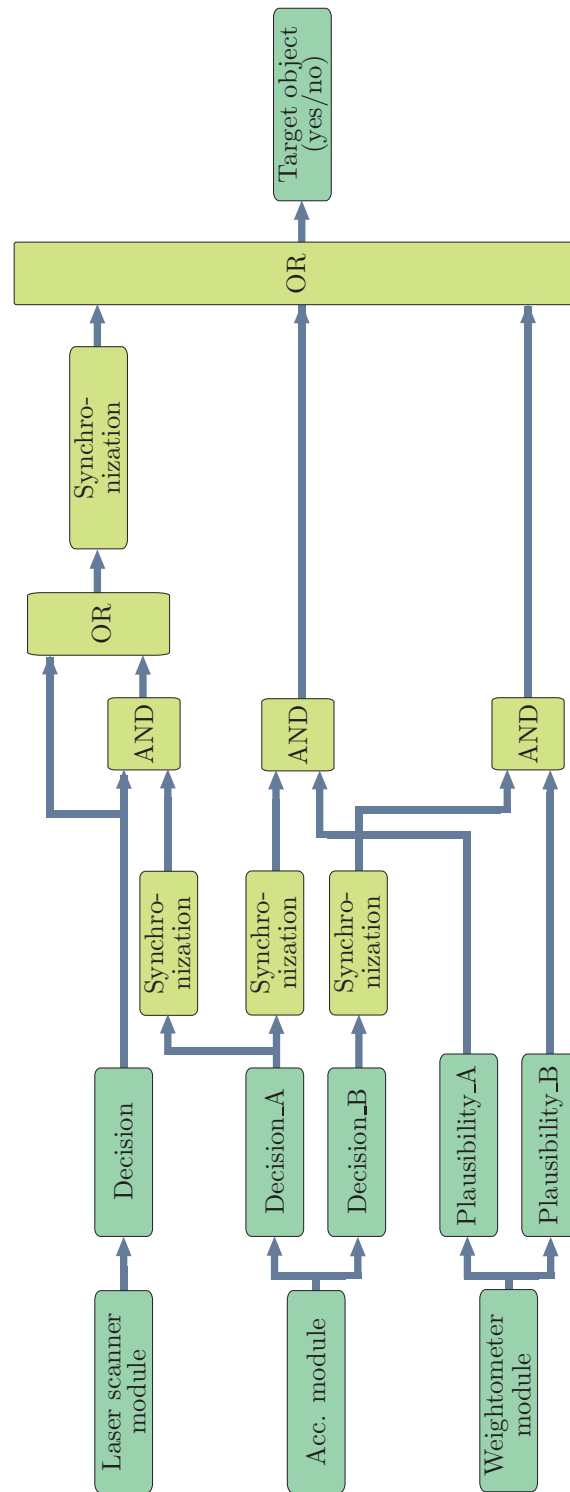 Laser scanner
module
Decision
Acc. module
Decision_A
Decision_B
Weightometer
module
Plausibility_A
Plausibility_B
Synchro-
nization
Synchro-
nization
Synchro-
nization
AND
AND
AND
OR
Synchro-
nization
OR
Target object
(yes/no)